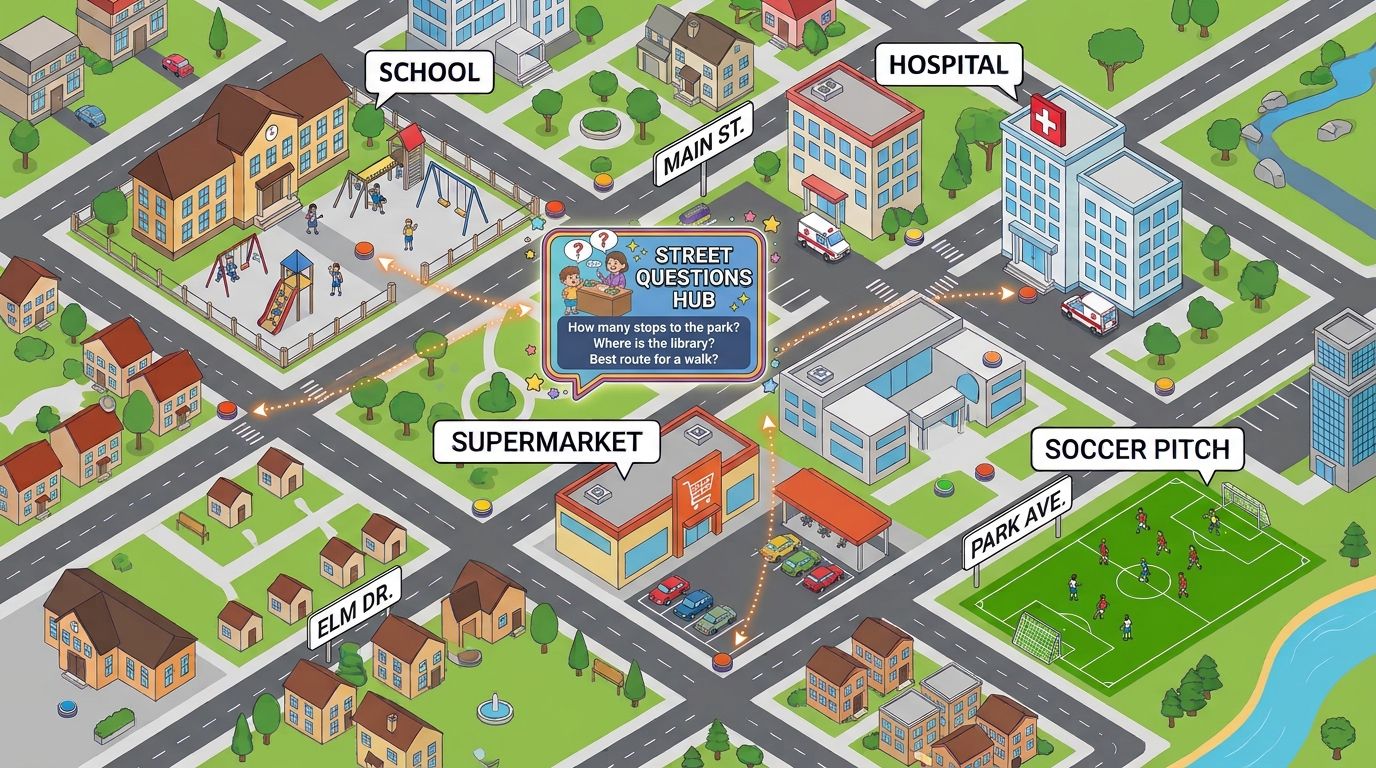 SCHOOL
HOSPITAL
MAIN ST.
STREET
QUESTIONS
HUB
How many stops to the park?
Where is the library?
Best route for a walk?
SUPERMARKET
SOCCER PITCH
PARK AVE.
ELM DR.